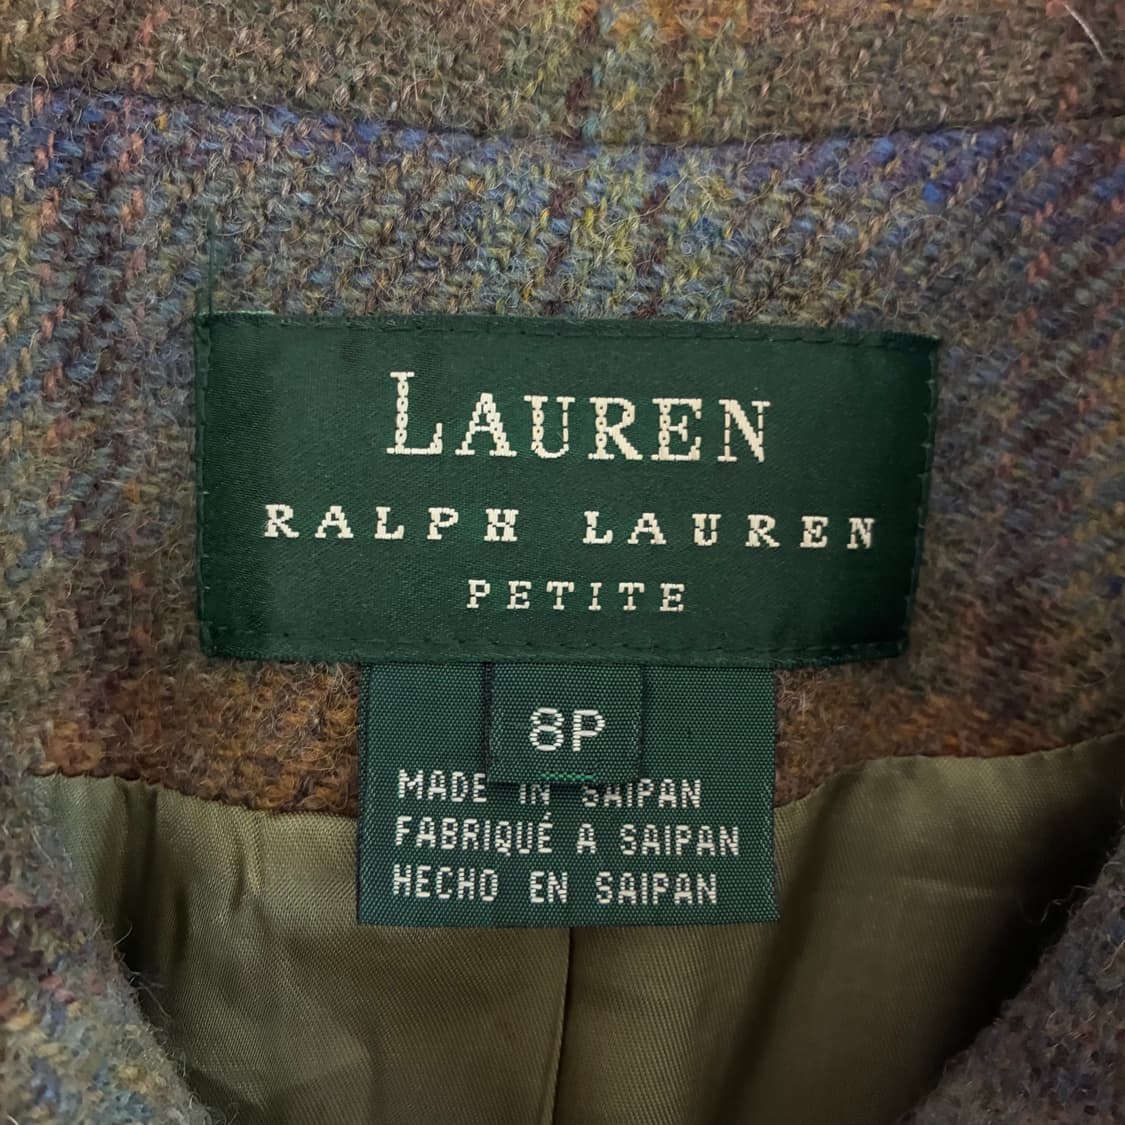 LAUREN
RALPH LAUREN
PETITE
8P
MADE IN SAIPAN
FABRIQUÉ A SAIPAN
HECHO EN SAIPAN